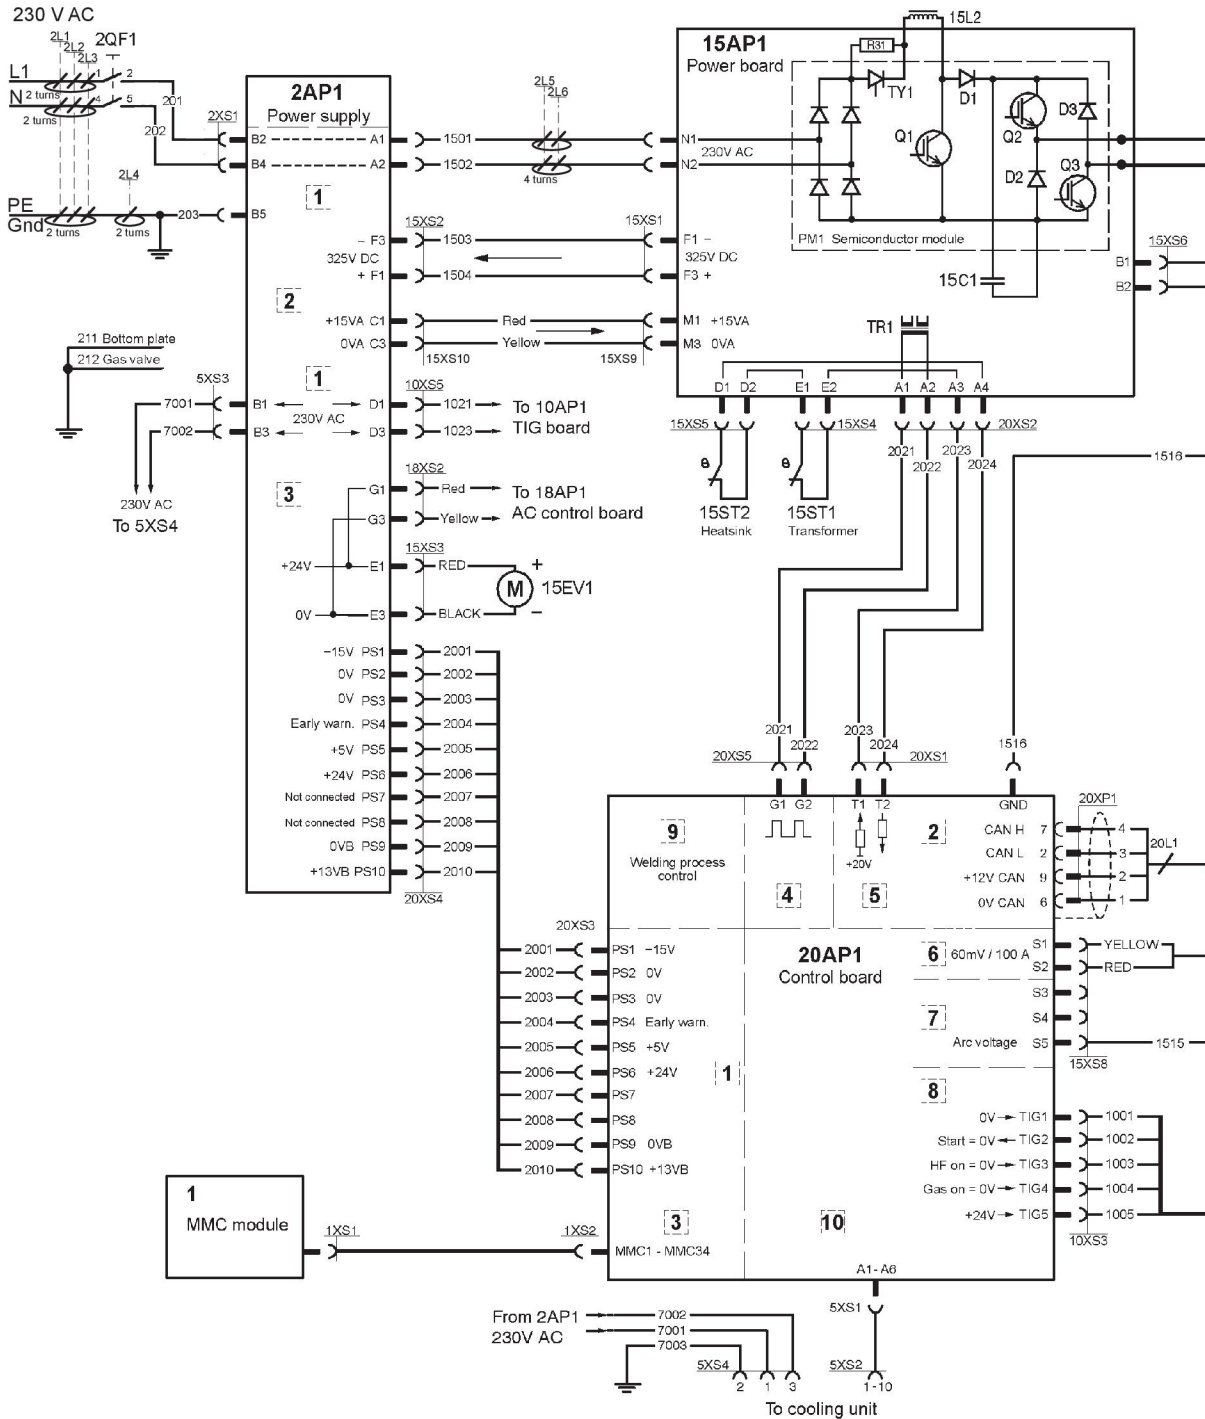 230 V AC
2L1
2L2
2L3
2QF1
L1
N
2 turns
2 turns
1
2
4
5
201
202
2XS1
PE
Gnd
2 turns
2L4
2 turns
203
2AP1
Power supply
B2
A1
B4
A2
1
B5
– F3
325V DC
+ F1
2
+15VA C1
0VA C3
1
B1
230V AC
D1
B3
D3
3
G1
G3
+24V
E1
0V
E3
−15V PS1
0V PS2
0V PS3
Early warn. PS4
+5V PS5
+24V PS6
Not connected PS7
Not connected PS8
0VB PS9
+13VB PS10
1501
1502
2L5
2L6
4 turns
15XS2
15XS1
1503
1504
Red
Yellow
15XS10
15XS9
10XS5
1021
1023
To 10AP1
TIG board
18XS2
Red
Yellow
To 18AP1
AC control board
15XS3
RED
BLACK
M
+
−
15EV1
2001
2002
2003
2004
2005
2006
2007
2008
2009
2010
20XS4
211 Bottom plate
212 Gas valve
5XS3
7001
7002
230V AC
To 5XS4
15L2
15AP1
Power board
R31
TY1
D1
Q1
Q2
D3
D2
Q3
N1
230V AC
N2
PM1 Semiconductor module
F1 –
325V DC
F3 +
15C1
M1 +15VA
M3 0VA
TR1
B1
B2
15XS6
D1
D2
E1
E2
A1
A2
A3
A4
15XS5
15XS4
20XS2
θ
θ
15ST2
Heatsink
15ST1
Transformer
2021
2022
2023
2024
1516
2021
2022
2023
2024
1516
20XS5
20XS1
G1
G2
T1
T2
GND
+20V
9
Welding process
control
4
5
2
20XP1
CAN H 7
4
CAN L 2
3
+12V CAN 9
2
0V CAN 6
1
20L1
20AP1
Control board
6
60mV / 100 A
S1
YELLOW
S2
RED
7
S3
S4
Arc voltage
S5
1515
15XS8
8
0V
TIG1
1001
Start = 0V
TIG2
1002
HF on = 0V
TIG3
1003
Gas on = 0V
TIG4
1004
+24V
TIG5
1005
10XS3
20XS3
2001
PS1 −15V
2002
PS2 0V
2003
PS3 0V
2004
PS4 Early warn.
2005
PS5 +5V
2006
PS6 +24V
2007
PS7
2008
PS8
2009
PS9 0VB
2010
PS10 +13VB
1
3
10
MMC1 - MMC34
A1- A6
1
MMC module
1XS1
1XS2
5XS1
5XS2
1 -10
From 2AP1
230V AC
7002
7001
7003
5XS4
2
1
3
To cooling unit